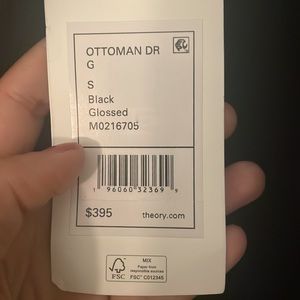 OTTOMAN DR
G
S
Black
Glossed
M0216705
1 96060 32369 9
$395
theory.com
FSC
MIX
Paper from
responsible sources
FSC® C012345